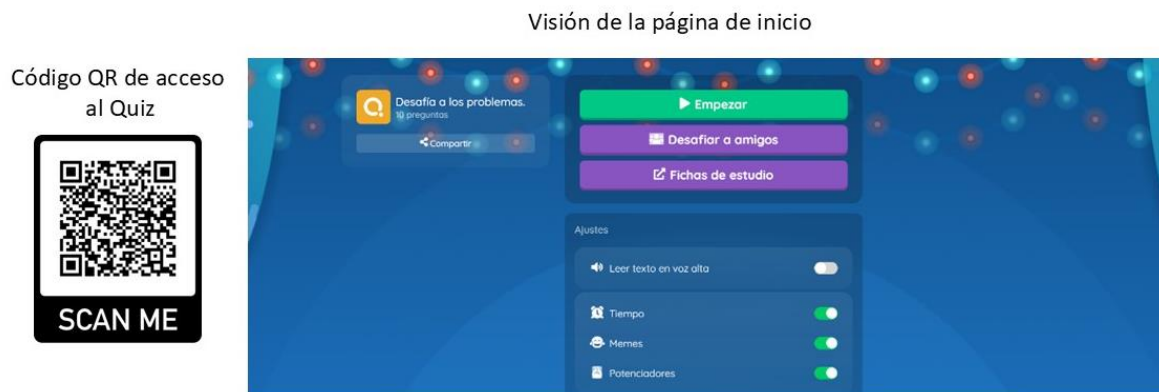 Visión de la página de inicio
Código QR de acceso
al Quiz
SCAN ME
Desafía a los problemas.
10 preguntas
Compartir
Empezar
Desafiar a amigos
Fichas de estudio
Ajustes
Leer texto en voz alta
Tiempo
Memes
Potenciadores